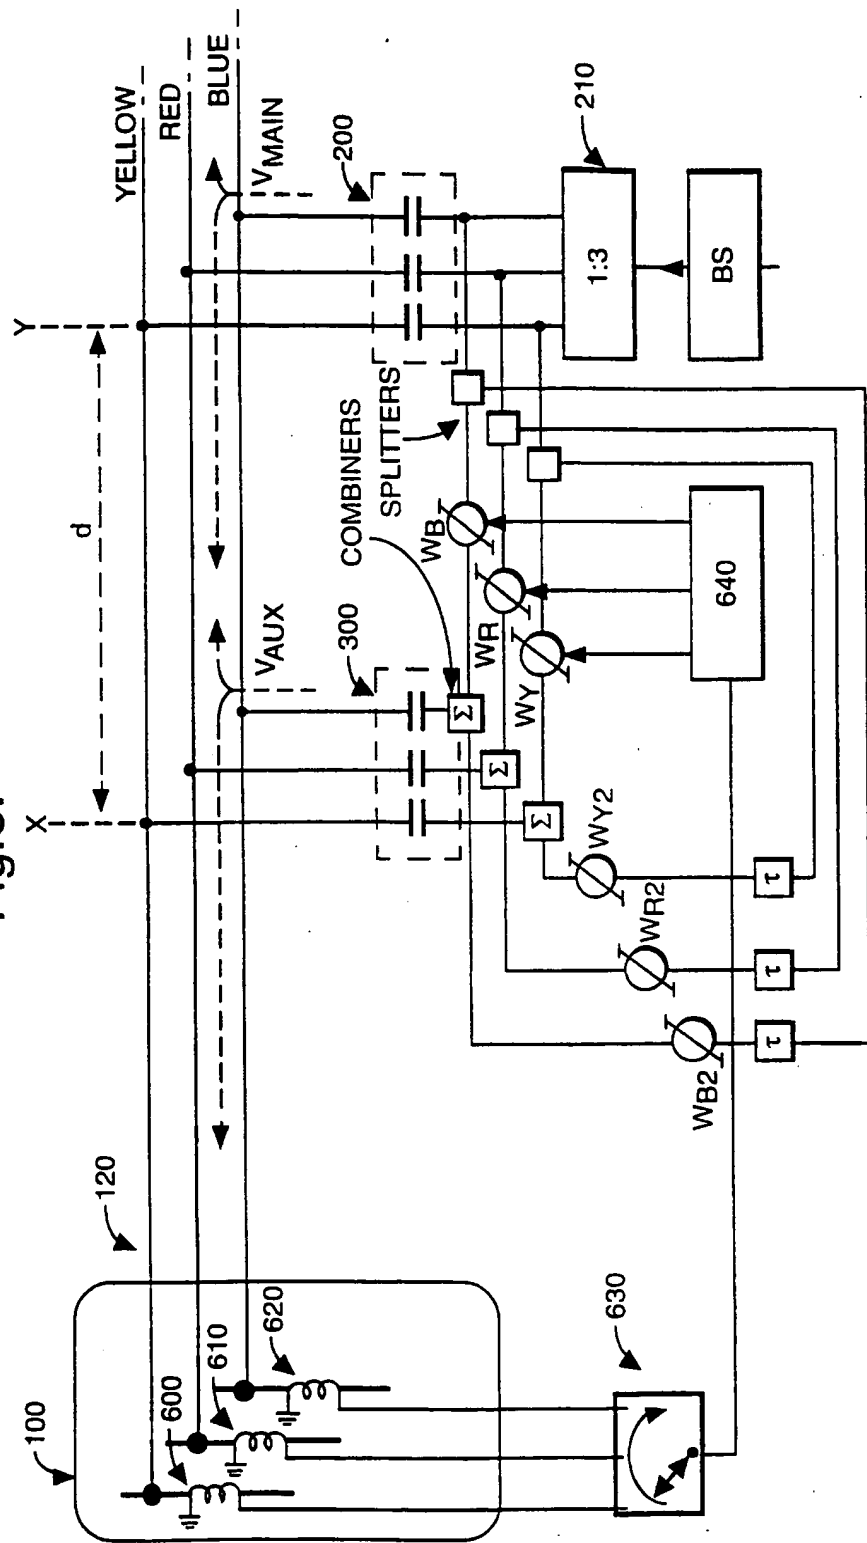 YELLOW
RED
BLUE
Y
X
d
VMAIN
VAUX
200
210
300
1:3
BS
COMBINERS
SPLITTERS
WB
WR
WY
Σ
Σ
Σ
640
WY2
WR2
WB2
τ
τ
τ
120
100
600
610
620
630